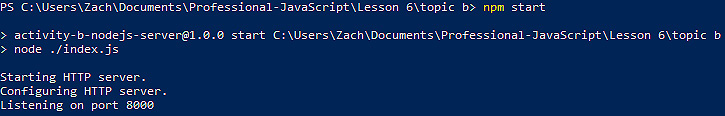 PS C:\Users\Zach\Documents\Professional-JavaScript\Lesson 6\topic b> npm start
> activity-b-nodejs-server@1.0.0 start C:\Users\Zach\Documents\Professional-JavaScript\Lesson 6\topic b
> node ./index.js
Starting HTTP server.
Configuring HTTP server.
Listening on port 8000